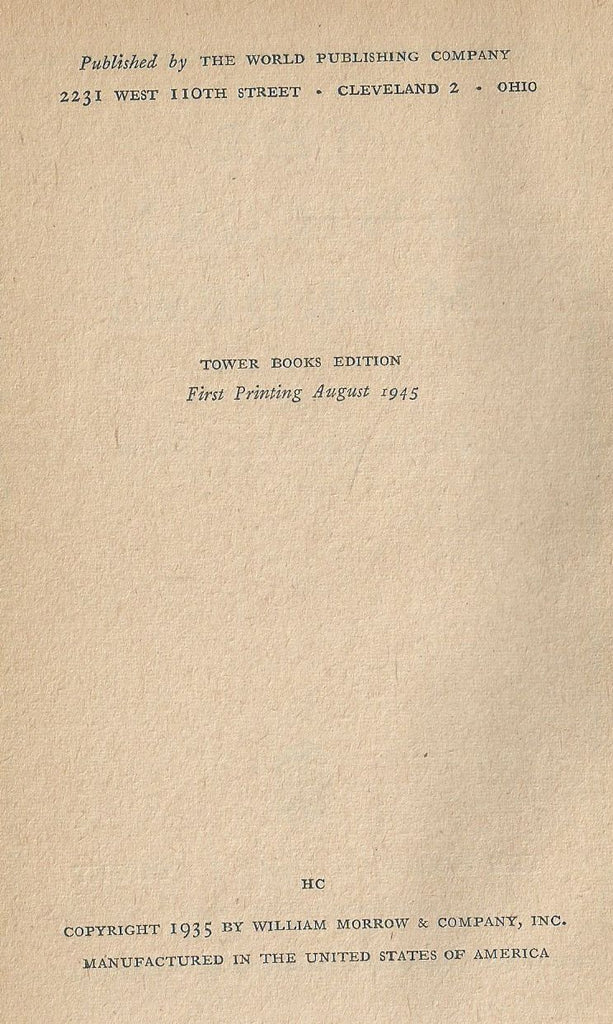 Published by THE WORLD PUBLISHING COMPANY
2231 WEST 110TH STREET • CLEVELAND 2 • OHIO
TOWER BOOKS EDITION
First Printing August 1945
HC
COPYRIGHT 1935 BY WILLIAM MORROW & COMPANY, INC.
MANUFACTURED IN THE UNITED STATES OF AMERICA